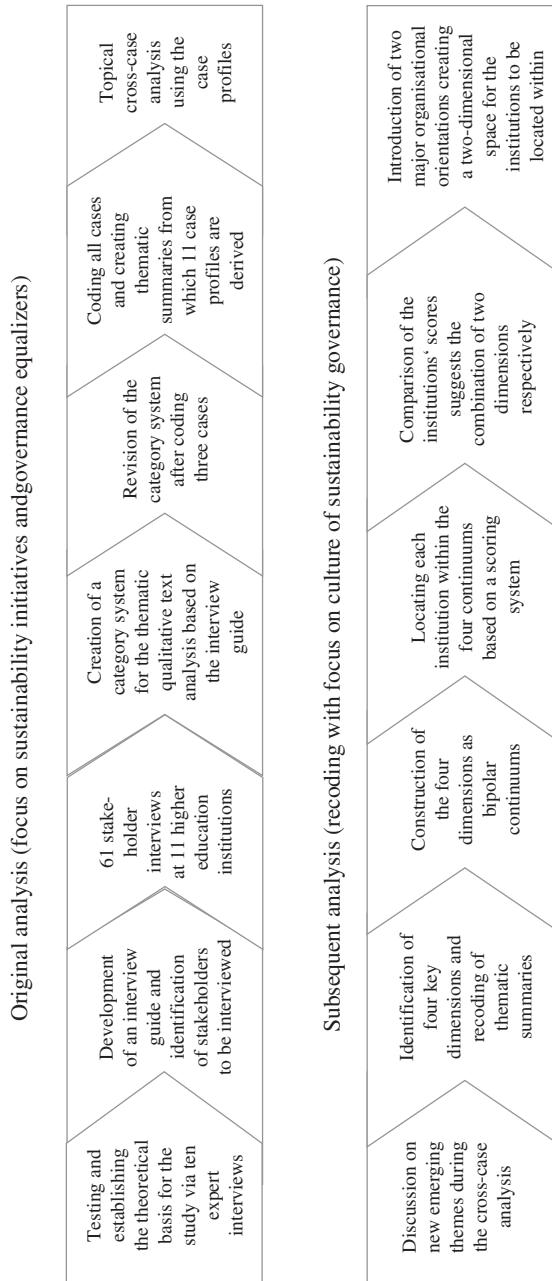 Original analysis (focus on sustainability initiatives andgovernance equalizers)
Testing and
establishing
the theoretical
basis for the
study via ten
expert
interviews
Development
of an interview
guide and
identification
of stakeholders
to be interviewed
61 stake-
holder
interviews
at 11 higher
education
institutions
Creation of a
category system
for the thematic
qualitative text
analysis based on
the interview
guide
Revision of the
category system
after coding
three cases
Coding all cases
and creating
thematic
summaries from
which 11 case
profiles are
derived
Topical
cross-case
analysis
using the
case
profiles
Subsequent analysis (recoding with focus on culture of sustainability governance)
Discussion on
new emerging
themes during
the cross-case
analysis
Identification of
four key
dimensions and
recoding of
thematic
summaries
Construction of
the four
dimensions as
bipolar
continuums
Locating each
institution within the
four continuums
based on a scoring
system
Comparison of the
institutions‘ scores
suggests the
combination of two
dimensions
respectively
Introduction of two
major organisational
orientations creating
a two-dimensional
space for the
institutions to be
located within